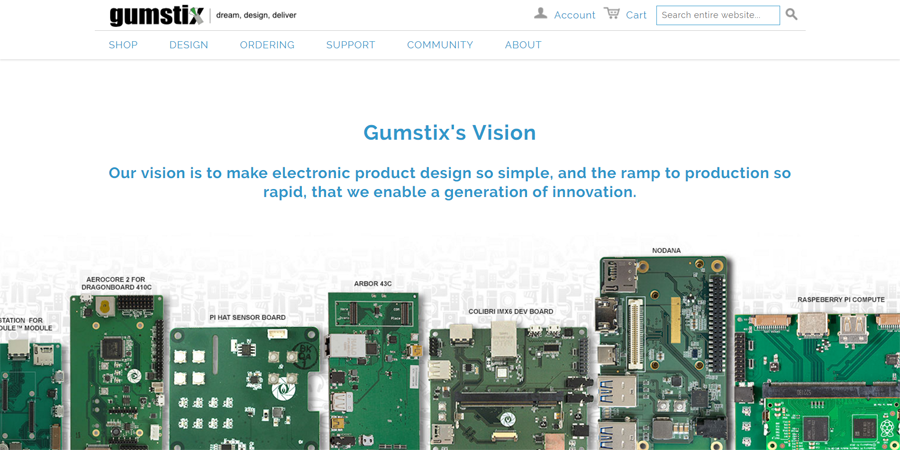 gumstix
dream, design, deliver
Account
Cart
Search entire website...
SHOP
DESIGN
ORDERING
SUPPORT
COMMUNITY
ABOUT
Gumstix's Vision
Our vision is to make electronic product design so simple, and the ramp to production so
rapid, that we enable a generation of innovation.
STATION FOR
DULE™ MODULE
AEROCORE 2 FOR
DRAGONBOARD 410C
PI HAT SENSOR BOARD
ARBOR 43C
COLIBRI IMX6 DEV BOARD
NODANA
RASPEBERRY PI COMPUTE